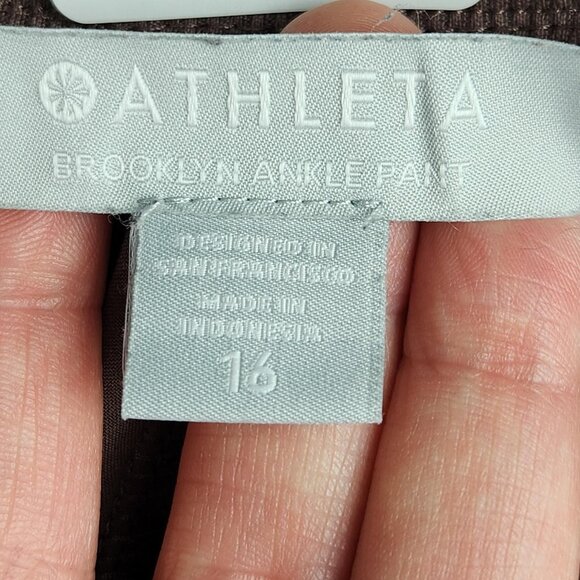 ATHLETA
BROOKLYN ANKLE PANT
DESIGNED IN
SAN FRANCISCO
MADE IN
INDONESIA
16